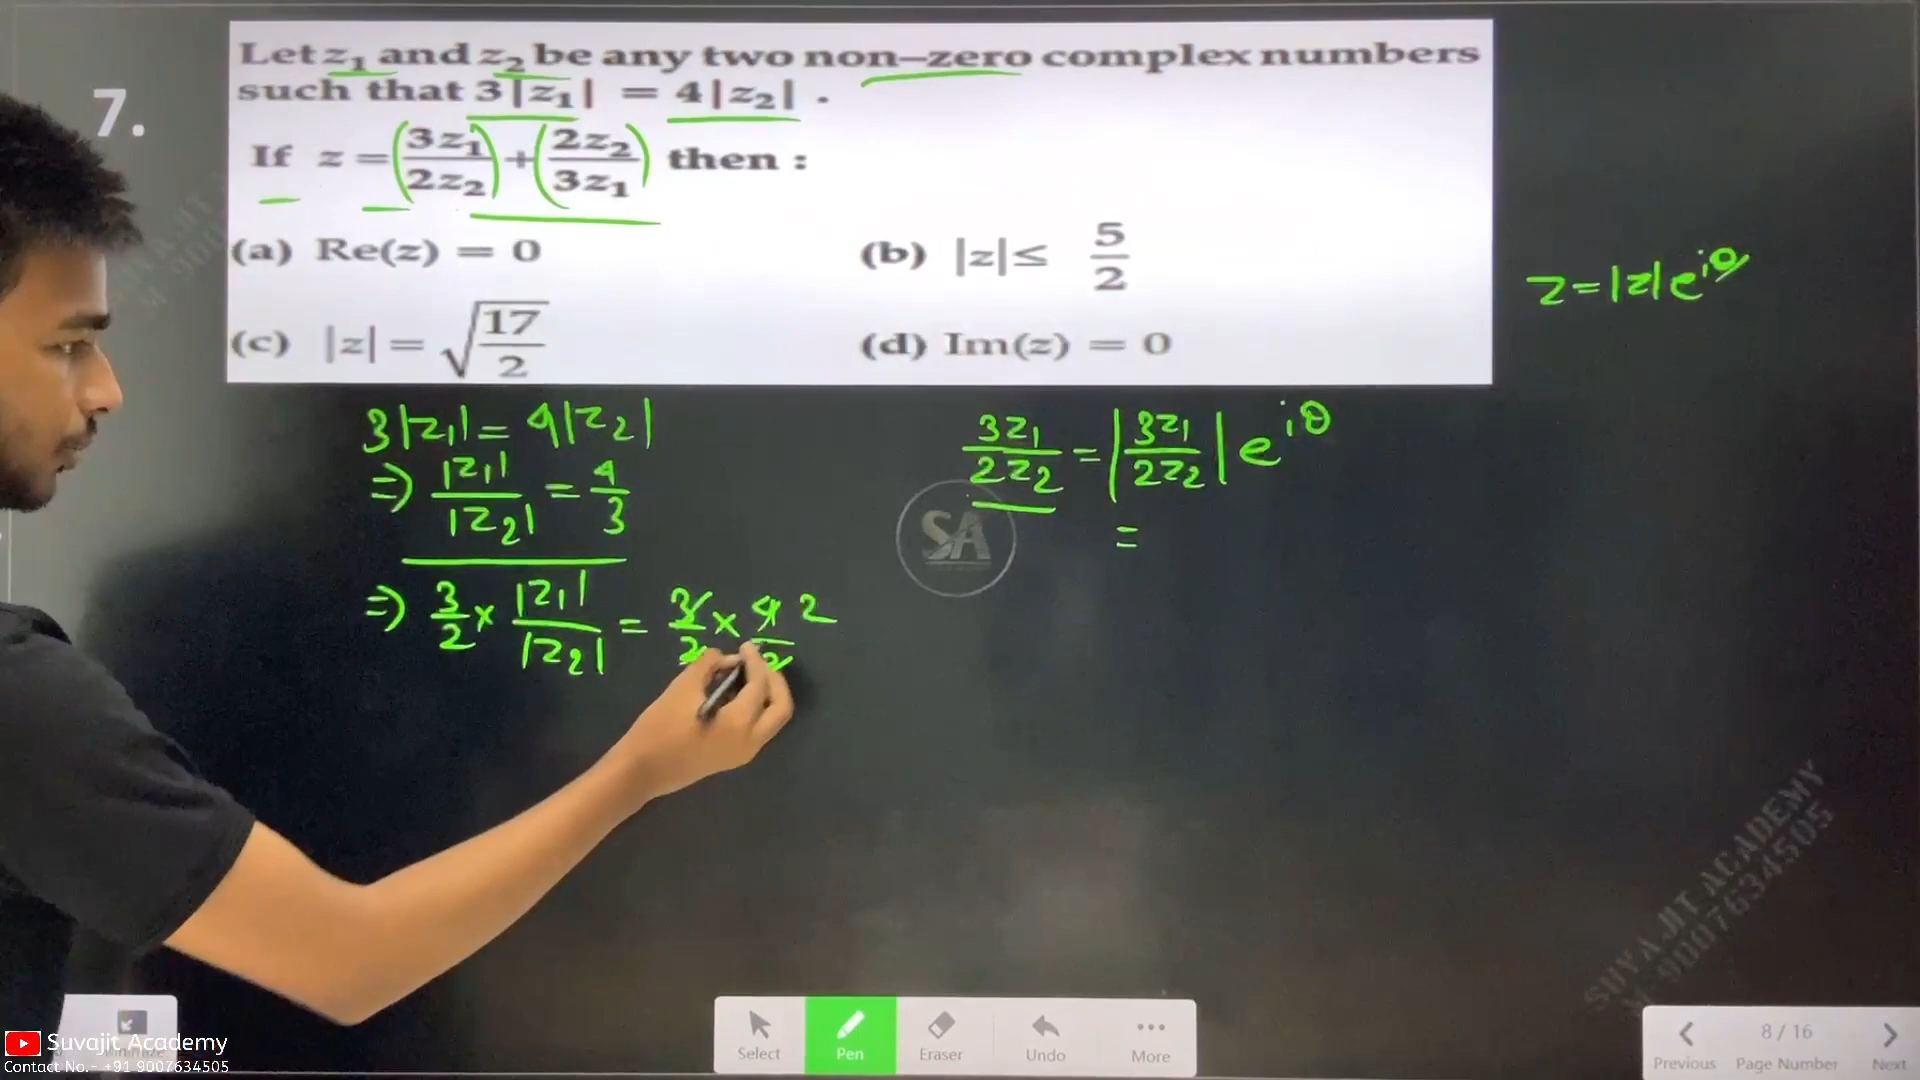 7.
Let z₁ and z₂ be any two non-zero complex numbers
such that 3|z₁| = 4|z₂| .
If z = (3z₁/2z₂) + (2z₂/3z₁) then :
(a) Re(z) = 0
(b) |z| ≤ 5/2
(c) |z| = √(17/2)
(d) Im(z) = 0
z = |z| e^iθ
3|z₁| = 4|z₂|
⇒ |z₁|/|z₂| = 4/3
⇒ 3/2 × |z₁|/|z₂| = 3/2 × 4/3 2
3z₁/2z₂ = |3z₁/2z₂| e^iθ
=
SA
SUVAJIT ACADEMY
M- 9007634505
Suvajit Academy
Contact No.- +91 9007634505
Select
Pen
Eraser
Undo
More
8 / 16
Previous
Page Number
Next